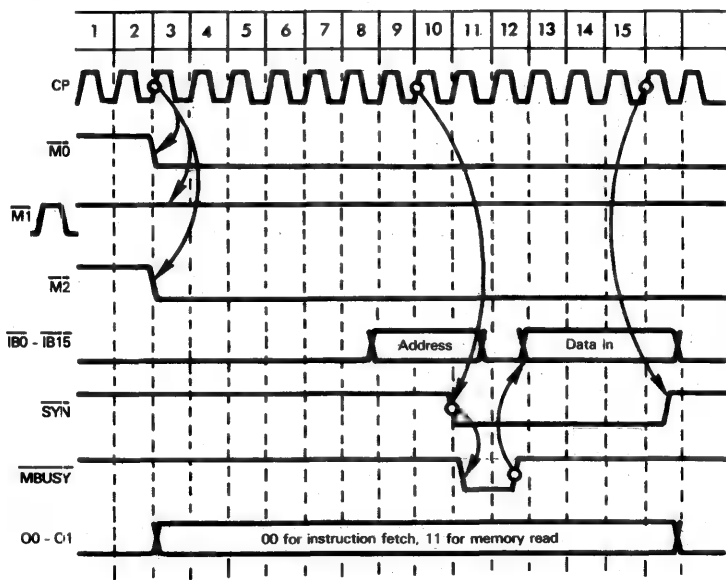 1 2 3 4 5 6 7 8 9 10 11 12 13 14 15
CP
M0
M1
M2
IB0 - IB15
Address
Data in
SYN
MBUSY
O0 - O1
00 for instruction fetch, 11 for memory read